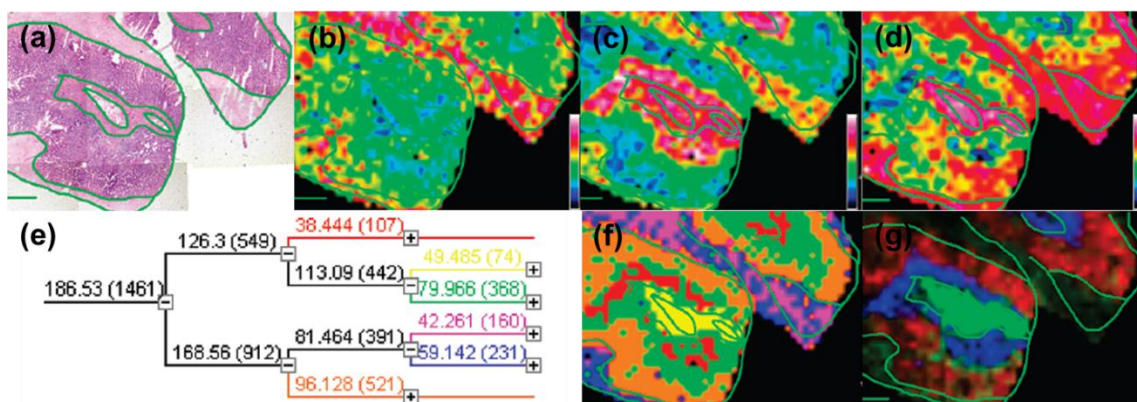 (a)
(b)
(c)
(d)
(e)
186.53 (1461)
126.3 (549)
38.444 (107)
113.09 (442)
49.485 (74)
79.966 (368)
168.56 (912)
81.464 (391)
42.261 (160)
59.142 (231)
96.128 (521)
(f)
(g)